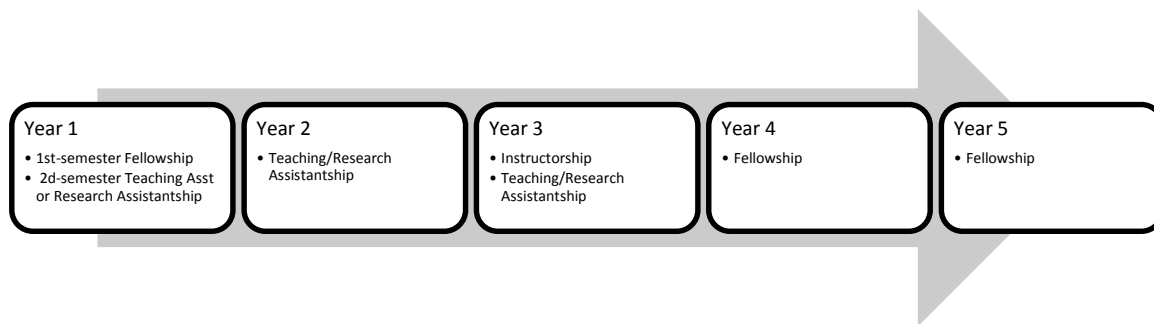 Year 1
• 1st-semester Fellowship
• 2d-semester Teaching Asst
or Research Assistantship
Year 2
• Teaching/Research
Assistantship
Year 3
• Instructorship
• Teaching/Research
Assistantship
Year 4
• Fellowship
Year 5
• Fellowship